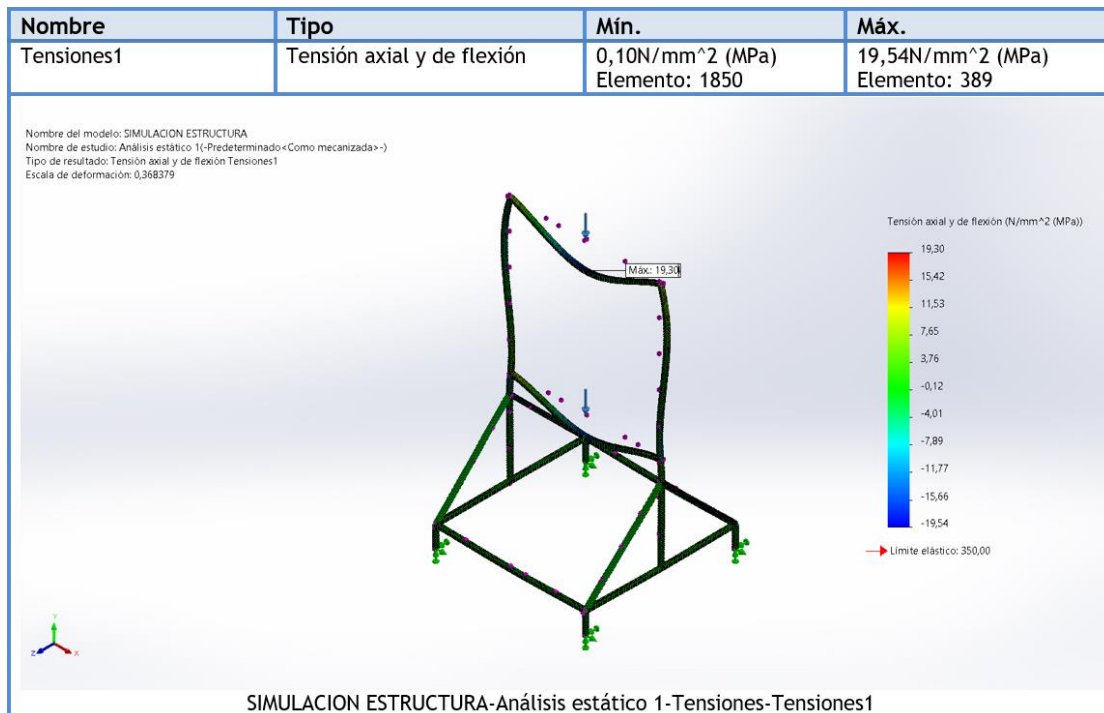 Nombre Tipo Mín. Máx.
Tensiones1 Tensión axial y de flexión 0,10N/mm^2 (MPa) 19,54N/mm^2 (MPa)
Elemento: 1850 Elemento: 389
Nombre del modelo: SIMULACION ESTRUCTURA
Nombre de estudio: Análisis estático 1(-Predeterminado<Como mecanizada>-)
Tipo de resultado: Tensión axial y de flexión Tensiones1
Escala de deformación: 0,368379
Tensión axial y de flexión (N/mm^2 (MPa))
19,30
15,42
11,53
7,65
3,76
-0,12
-4,01
-7,89
-11,77
-15,66
-19,54
Límite elástico: 350,00
Máx.: 19,30
Y
Z
X
SIMULACION ESTRUCTURA-Análisis estático 1-Tensiones-Tensiones1